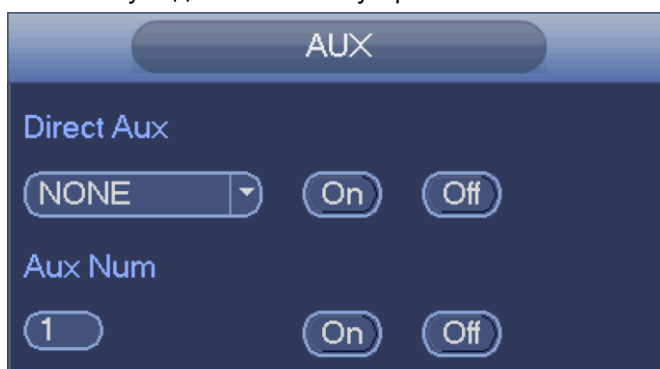 AUX
Direct Aux
NONE On Off
Aux Num
1 On Off